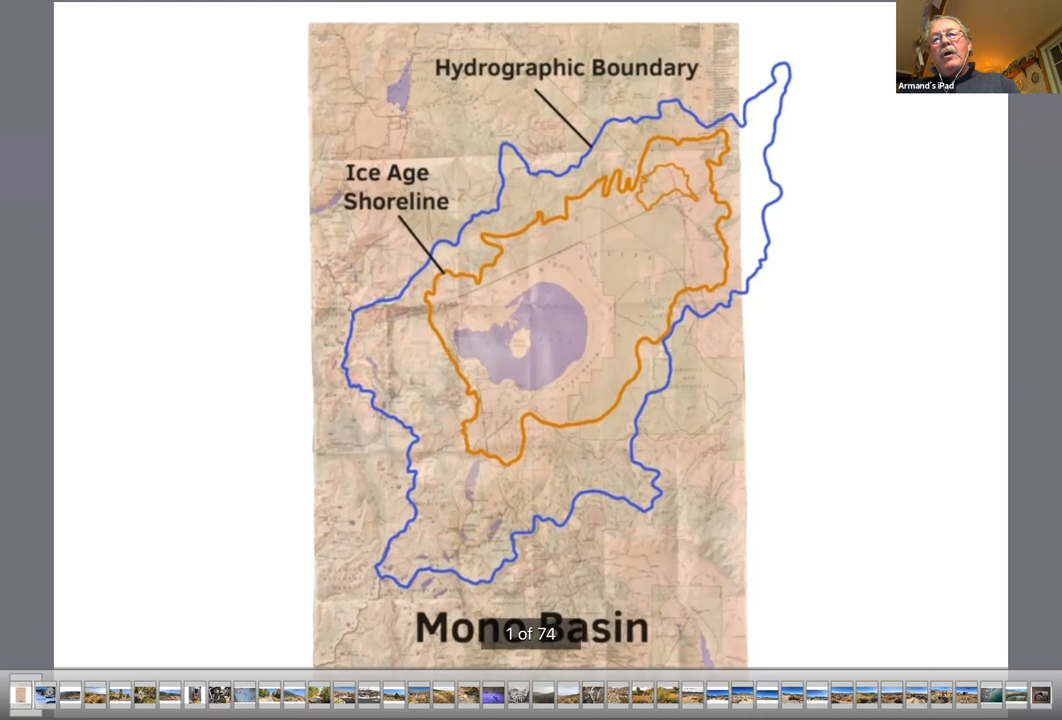 Hydrographic Boundary
Armand's iPad
Ice Age
Shoreline
Mono Basin
1 of 74